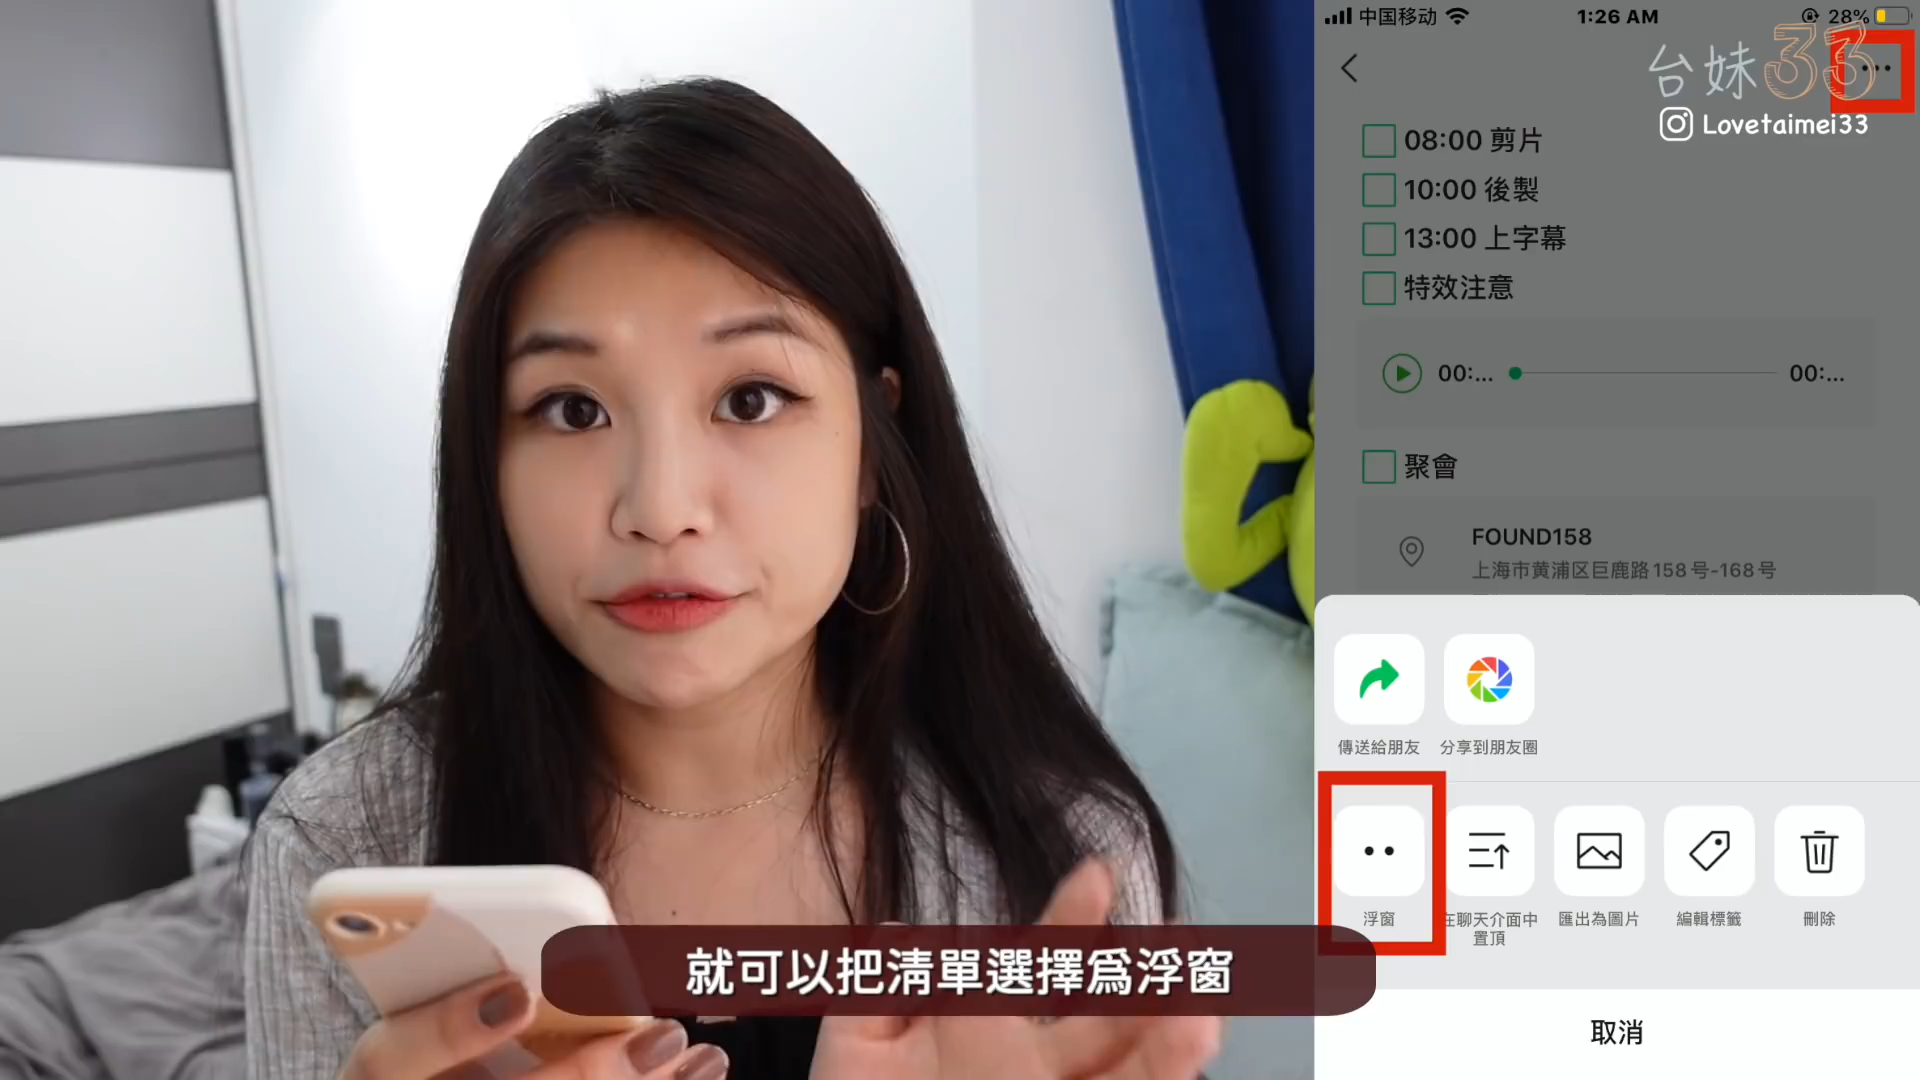 中国移动
1:26 AM
28%
台妹33
Lovetaimei33
08:00 剪片
10:00 後製
13:00 上字幕
特效注意
00:...
00:...
聚會
FOUND158
上海市黄浦区巨鹿路158号-168号
傳送給朋友
分享到朋友圈
浮窗
在聊天介面中
置頂
匯出為圖片
編輯標籤
刪除
就可以把清單選擇爲浮窗
取消